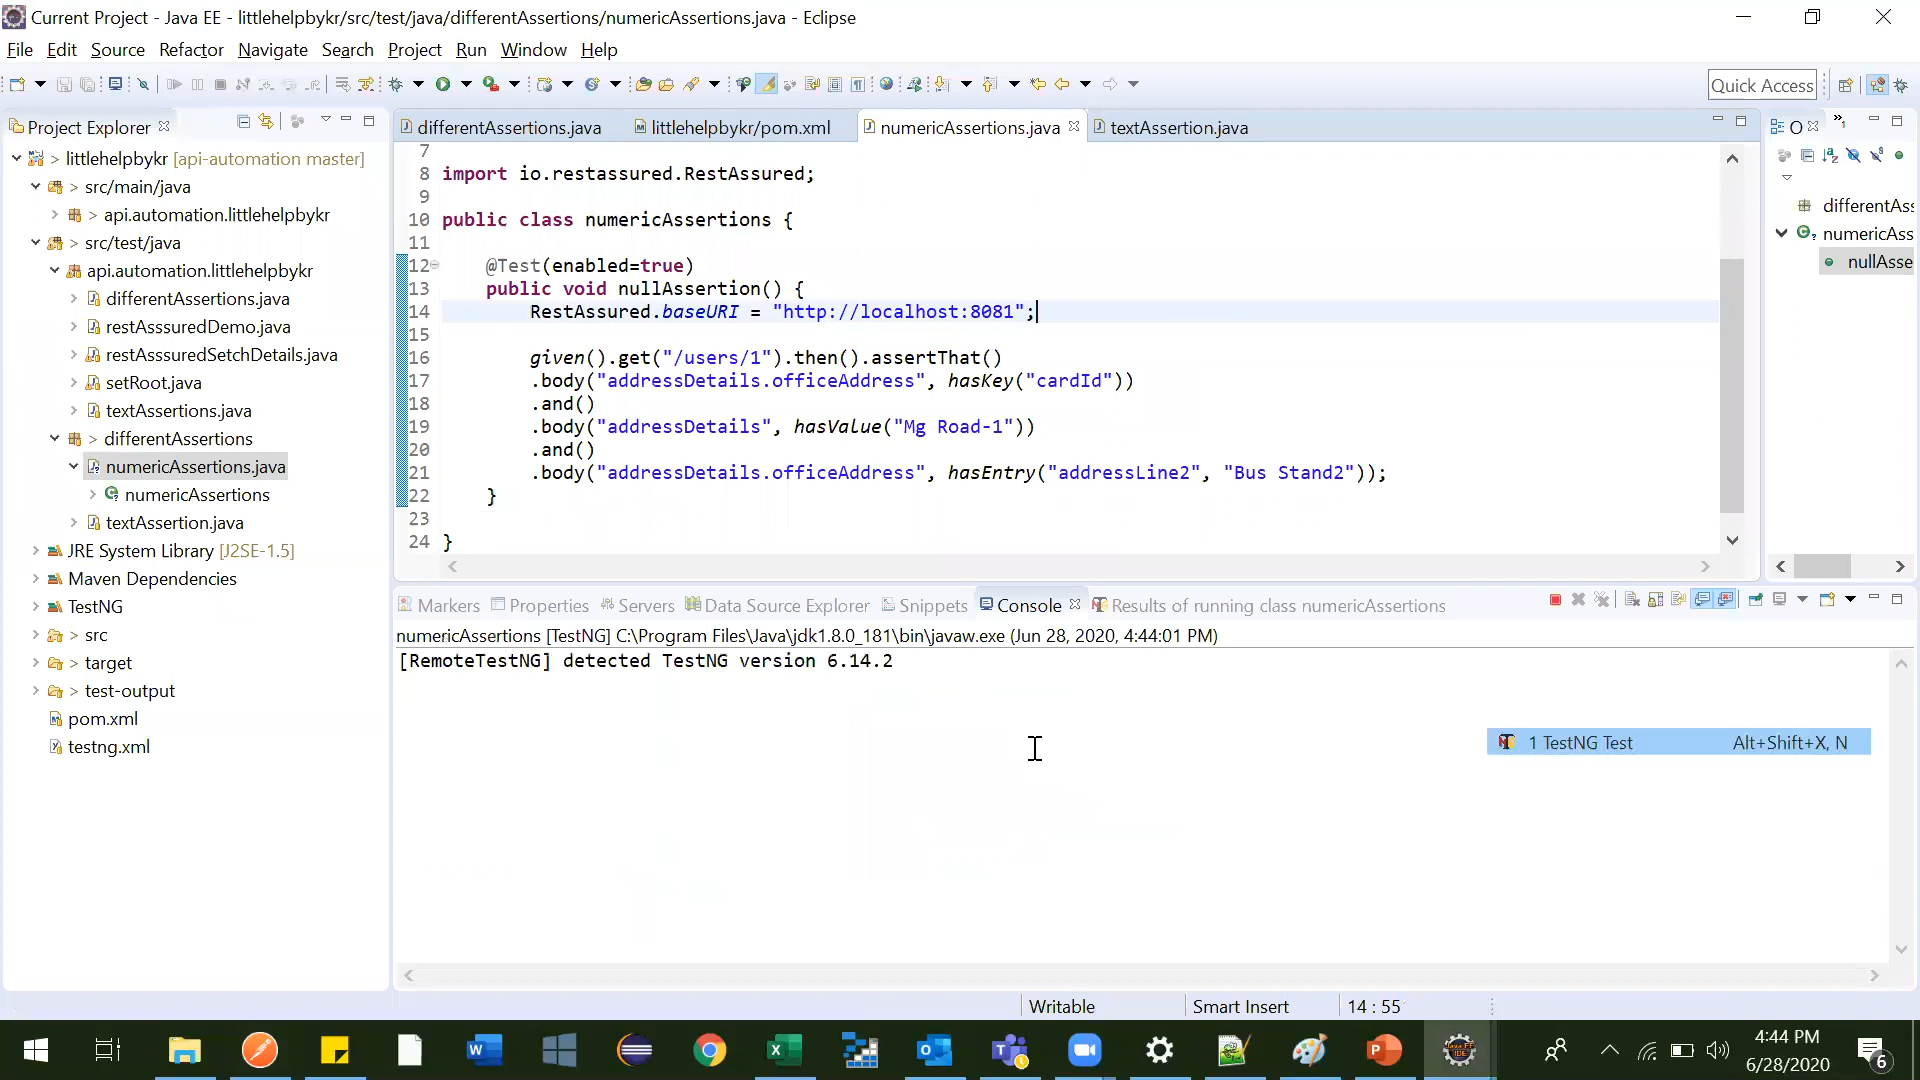 Current Project - Java EE - littlehelpbykr/src/test/java/differentAssertions/numericAssertions.java - Eclipse
File Edit Source Refactor Navigate Search Project Run Window Help
Quick Access
Project Explorer
littlehelpbykr [api-automation master]
src/main/java
api.automation.littlehelpbykr
src/test/java
api.automation.littlehelpbykr
differentAssertions.java
restAsssuredDemo.java
restAsssuredSetchDetails.java
setRoot.java
textAssertions.java
differentAssertions
numericAssertions.java
numericAssertions
textAssertion.java
JRE System Library [J2SE-1.5]
Maven Dependencies
TestNG
src
target
test-output
pom.xml
testng.xml
differentAssertions.java littlehelpbykr/pom.xml numericAssertions.java textAssertion.java
7
8 import io.restassured.RestAssured;
9
10 public class numericAssertions {
11
12 @Test(enabled=true)
13 public void nullAssertion() {
14 RestAssured.baseURI = "http://localhost:8081";
15
16 given().get("/users/1").then().assertThat()
17 .body("addressDetails.officeAddress", hasKey("cardId"))
18 .and()
19 .body("addressDetails", hasValue("Mg Road-1"))
20 .and()
21 .body("addressDetails.officeAddress", hasEntry("addressLine2", "Bus Stand2"));
22 }
23
24 }
O
differentAss
numericAss
nullAsse
Markers Properties Servers Data Source Explorer Snippets Console Results of running class numericAssertions
numericAssertions [TestNG] C:\Program Files\Java\jdk1.8.0_181\bin\javaw.exe (Jun 28, 2020, 4:44:01 PM)
[RemoteTestNG] detected TestNG version 6.14.2
1 TestNG Test Alt+Shift+X, N
Writable Smart Insert 14 : 55
4:44 PM
6/28/2020
6